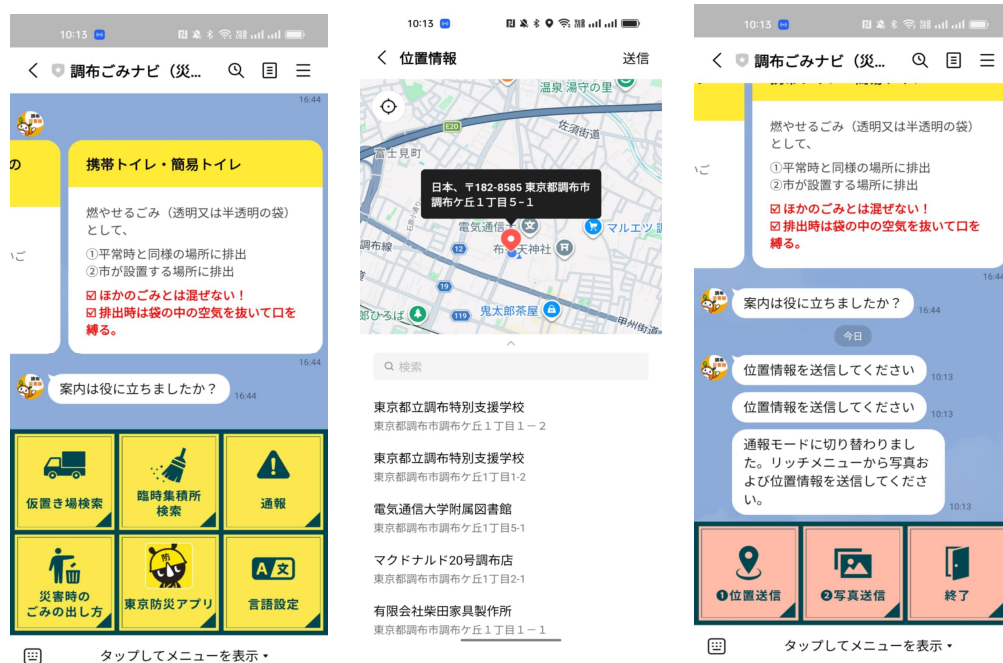 10:13
調布ごみナビ（災...
16:44
の
携帯トイレ・簡易トイレ
燃やせるごみ（透明又は半透明の袋）
として、
①平常時と同様の場所に排出
②市が設置する場所に排出
いご
☑ ほかのごみとは混ぜない！
☑ 排出時は袋の中の空気を抜いて口を
縛る。
16:44
案内は役に立ちましたか？
16:44
仮置き場検索
臨時集積所
検索
通報
災害時の
ごみの出し方
防
東京防災アプリ
A文
言語設定
タップしてメニューを表示
10:13
位置情報
送信
温泉 湯守の里
E20
佐須街道
富士見町
日本、〒182-8585 東京都調布市
調布ケ丘１丁目５−１
電気通信
マルエツ 調
調布線
12
布
天神社
19
鬼太郎茶屋
119
甲州街道
検索
東京都立調布特別支援学校
東京都調布市調布ケ丘１丁目１－２
東京都立調布特別支援学校
東京都調布市調布ケ丘1丁目1-2
電気通信大学附属図書館
東京都調布市調布ケ丘1丁目5-1
マクドナルド20号調布店
東京都調布市調布ケ丘1丁目2-1
有限会社柴田家具製作所
東京都調布市調布ケ丘１丁目１－１
10:13
調布ごみナビ（災...
燃やせるごみ（透明又は半透明の袋）
として、
①平常時と同様の場所に排出
②市が設置する場所に排出
いご
☑ ほかのごみとは混ぜない！
☑ 排出時は袋の中の空気を抜いて口を
縛る。
16:44
案内は役に立ちましたか？
16:44
今日
位置情報を送信してください
10:13
位置情報を送信してください
10:13
通報モードに切り替わりまし
た。リッチメニューから写真お
よび位置情報を送信してくださ
い。
10:13
❶位置送信
❷写真送信
終了
タップしてメニューを表示